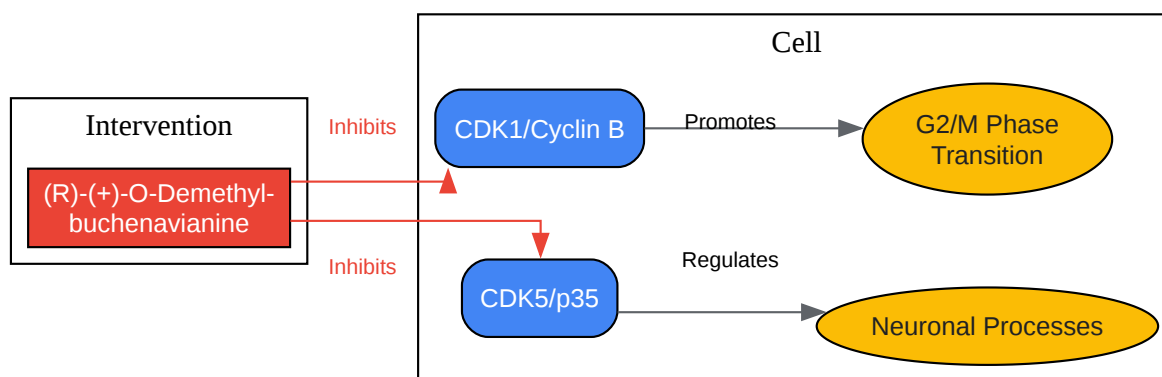 Cell
Intervention
Inhibits
CDK1/Cyclin B
Promotes
G2/M Phase
Transition
(R)-(+)-O-Demethyl-
buchenavianine
Inhibits
CDK5/p35
Regulates
Neuronal Processes